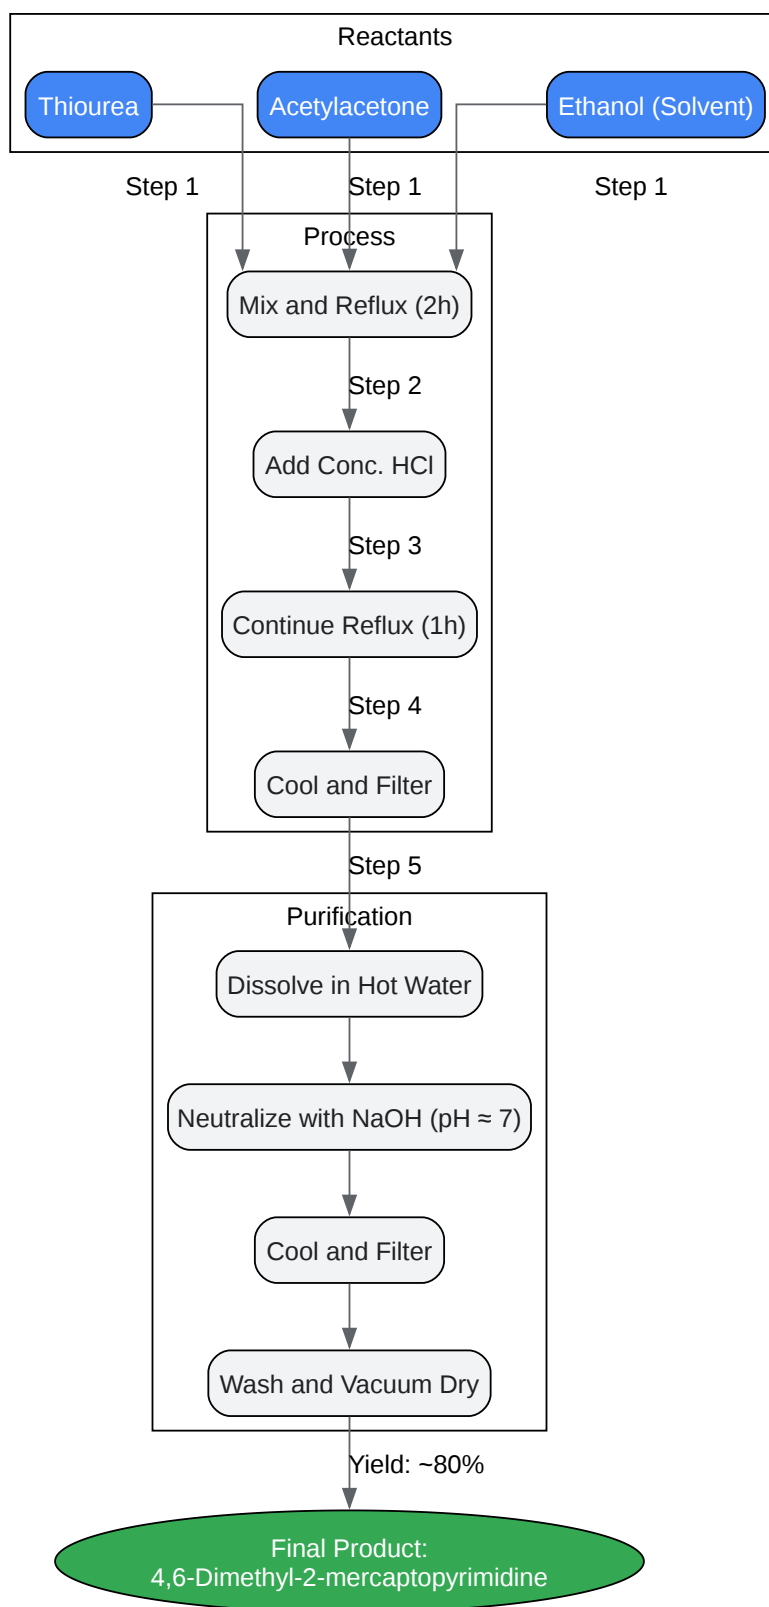 Reactants
Thiourea
Acetylacetone
Ethanol (Solvent)
Step 1
Step 1
Step 1
Process
Mix and Reflux (2h)
Step 2
Add Conc. HCl
Step 3
Continue Reflux (1h)
Step 4
Cool and Filter
Step 5
Purification
Dissolve in Hot Water
Neutralize with NaOH (pH ≈ 7)
Cool and Filter
Wash and Vacuum Dry
Yield: ~80%
Final Product:
4,6-Dimethyl-2-mercaptopyrimidine